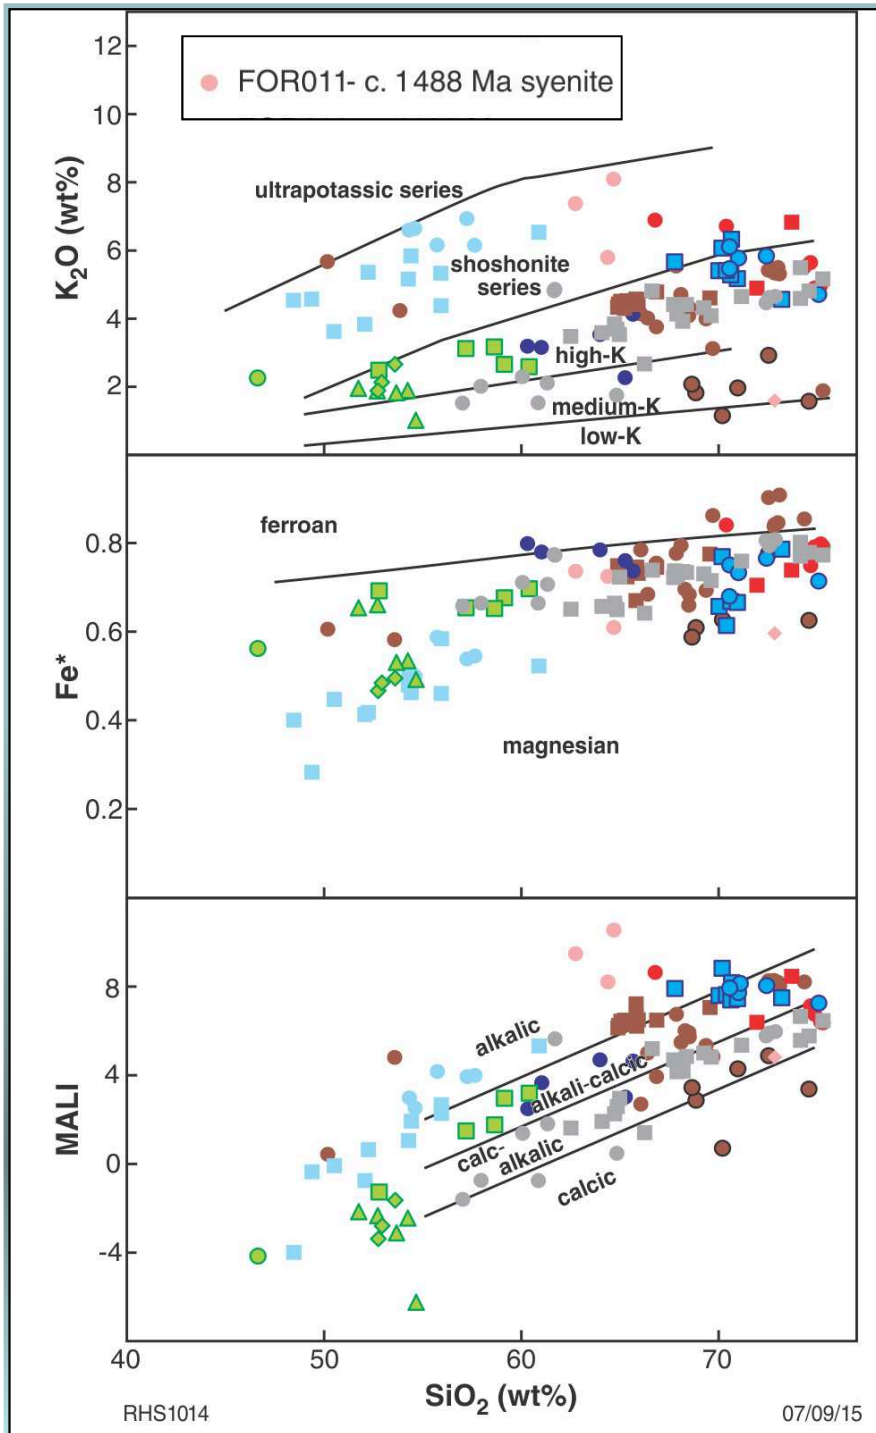 FOR011- c. 1488 Ma syenite
12
10
8
6
4
2
K₂O (wt%)
ultrapotassic series
shoshonite
series
high-K
medium-K
low-K
0.8
0.6
0.4
0.2
Fe*
ferroan
magnesian
8
4
0
-4
MALI
alkalic
alkali-calcic
calc-
alkalic
calcic
40
50
60
70
SiO₂ (wt%)
RHS1014
07/09/15